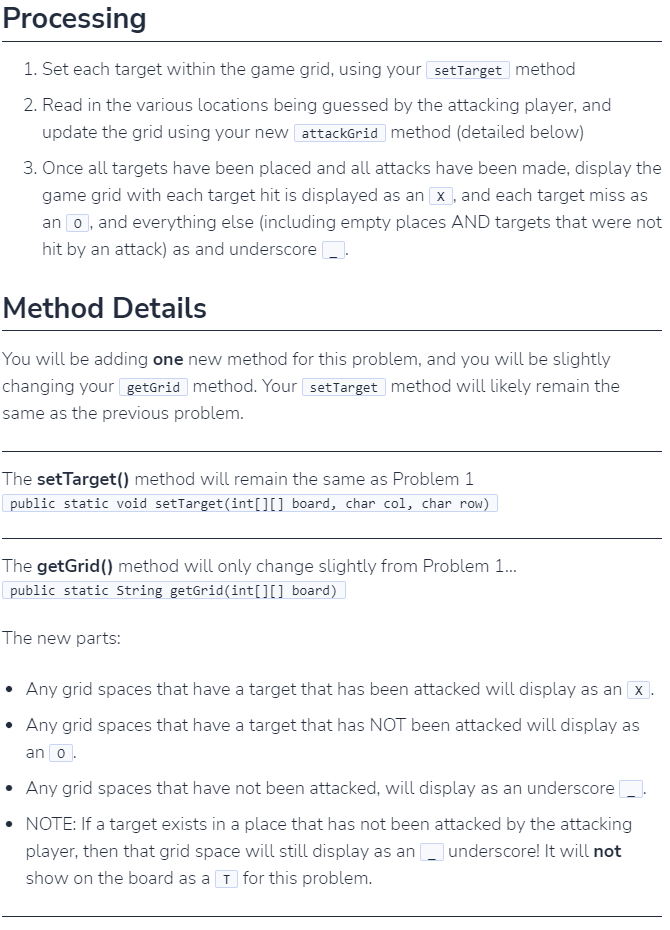 Processing
1. Set each target within the game grid, using your setTarget method
2. Read in the various locations being guessed by the attacking player, and
update the grid using your new attackGrid method (detailed below)
3. Once all targets have been placed and all attacks have been made, display the
game grid with each target hit is displayed as an X, and each target miss as
an O, and everything else (including empty places AND targets that were not
hit by an attack) as and underscore _.
Method Details
You will be adding one new method for this problem, and you will be slightly
changing your getGrid method. Your setTarget method will likely remain the
same as the previous problem.
The setTarget() method will remain the same as Problem 1
public static void setTarget(int[][] board, char col, char row)
The getGrid() method will only change slightly from Problem 1...
public static String getGrid(int[][] board)
The new parts:
• Any grid spaces that have a target that has been attacked will display as an X.
• Any grid spaces that have a target that has NOT been attacked will display as
an O.
• Any grid spaces that have not been attacked, will display as an underscore _.
• NOTE: If a target exists in a place that has not been attacked by the attacking
player, then that grid space will still display as an _ underscore! It will not
show on the board as a T for this problem.